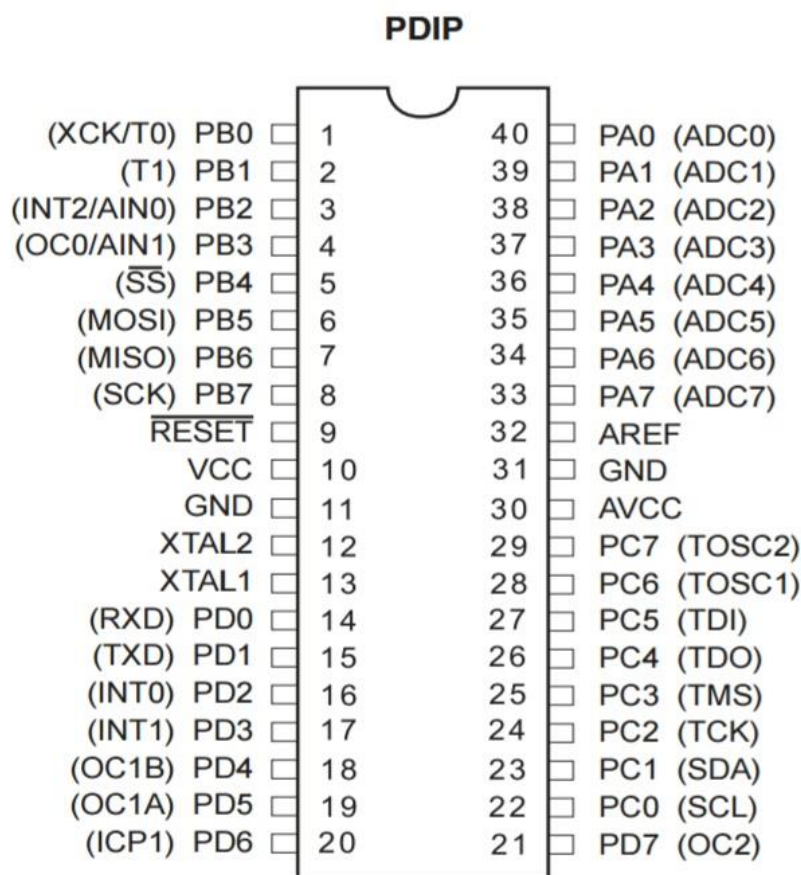 PDIP
(XCK/T0) PB0 1 40 PA0 (ADC0)
(T1) PB1 2 39 PA1 (ADC1)
(INT2/AIN0) PB2 3 38 PA2 (ADC2)
(OC0/AIN1) PB3 4 37 PA3 (ADC3)
(S̅S̅) PB4 5 36 PA4 (ADC4)
(MOSI) PB5 6 35 PA5 (ADC5)
(MISO) PB6 7 34 PA6 (ADC6)
(SCK) PB7 8 33 PA7 (ADC7)
R̅E̅S̅E̅T̅ 9 32 AREF
VCC 10 31 GND
GND 11 30 AVCC
XTAL2 12 29 PC7 (TOSC2)
XTAL1 13 28 PC6 (TOSC1)
(RXD) PD0 14 27 PC5 (TDI)
(TXD) PD1 15 26 PC4 (TDO)
(INT0) PD2 16 25 PC3 (TMS)
(INT1) PD3 17 24 PC2 (TCK)
(OC1B) PD4 18 23 PC1 (SDA)
(OC1A) PD5 19 22 PC0 (SCL)
(ICP1) PD6 20 21 PD7 (OC2)